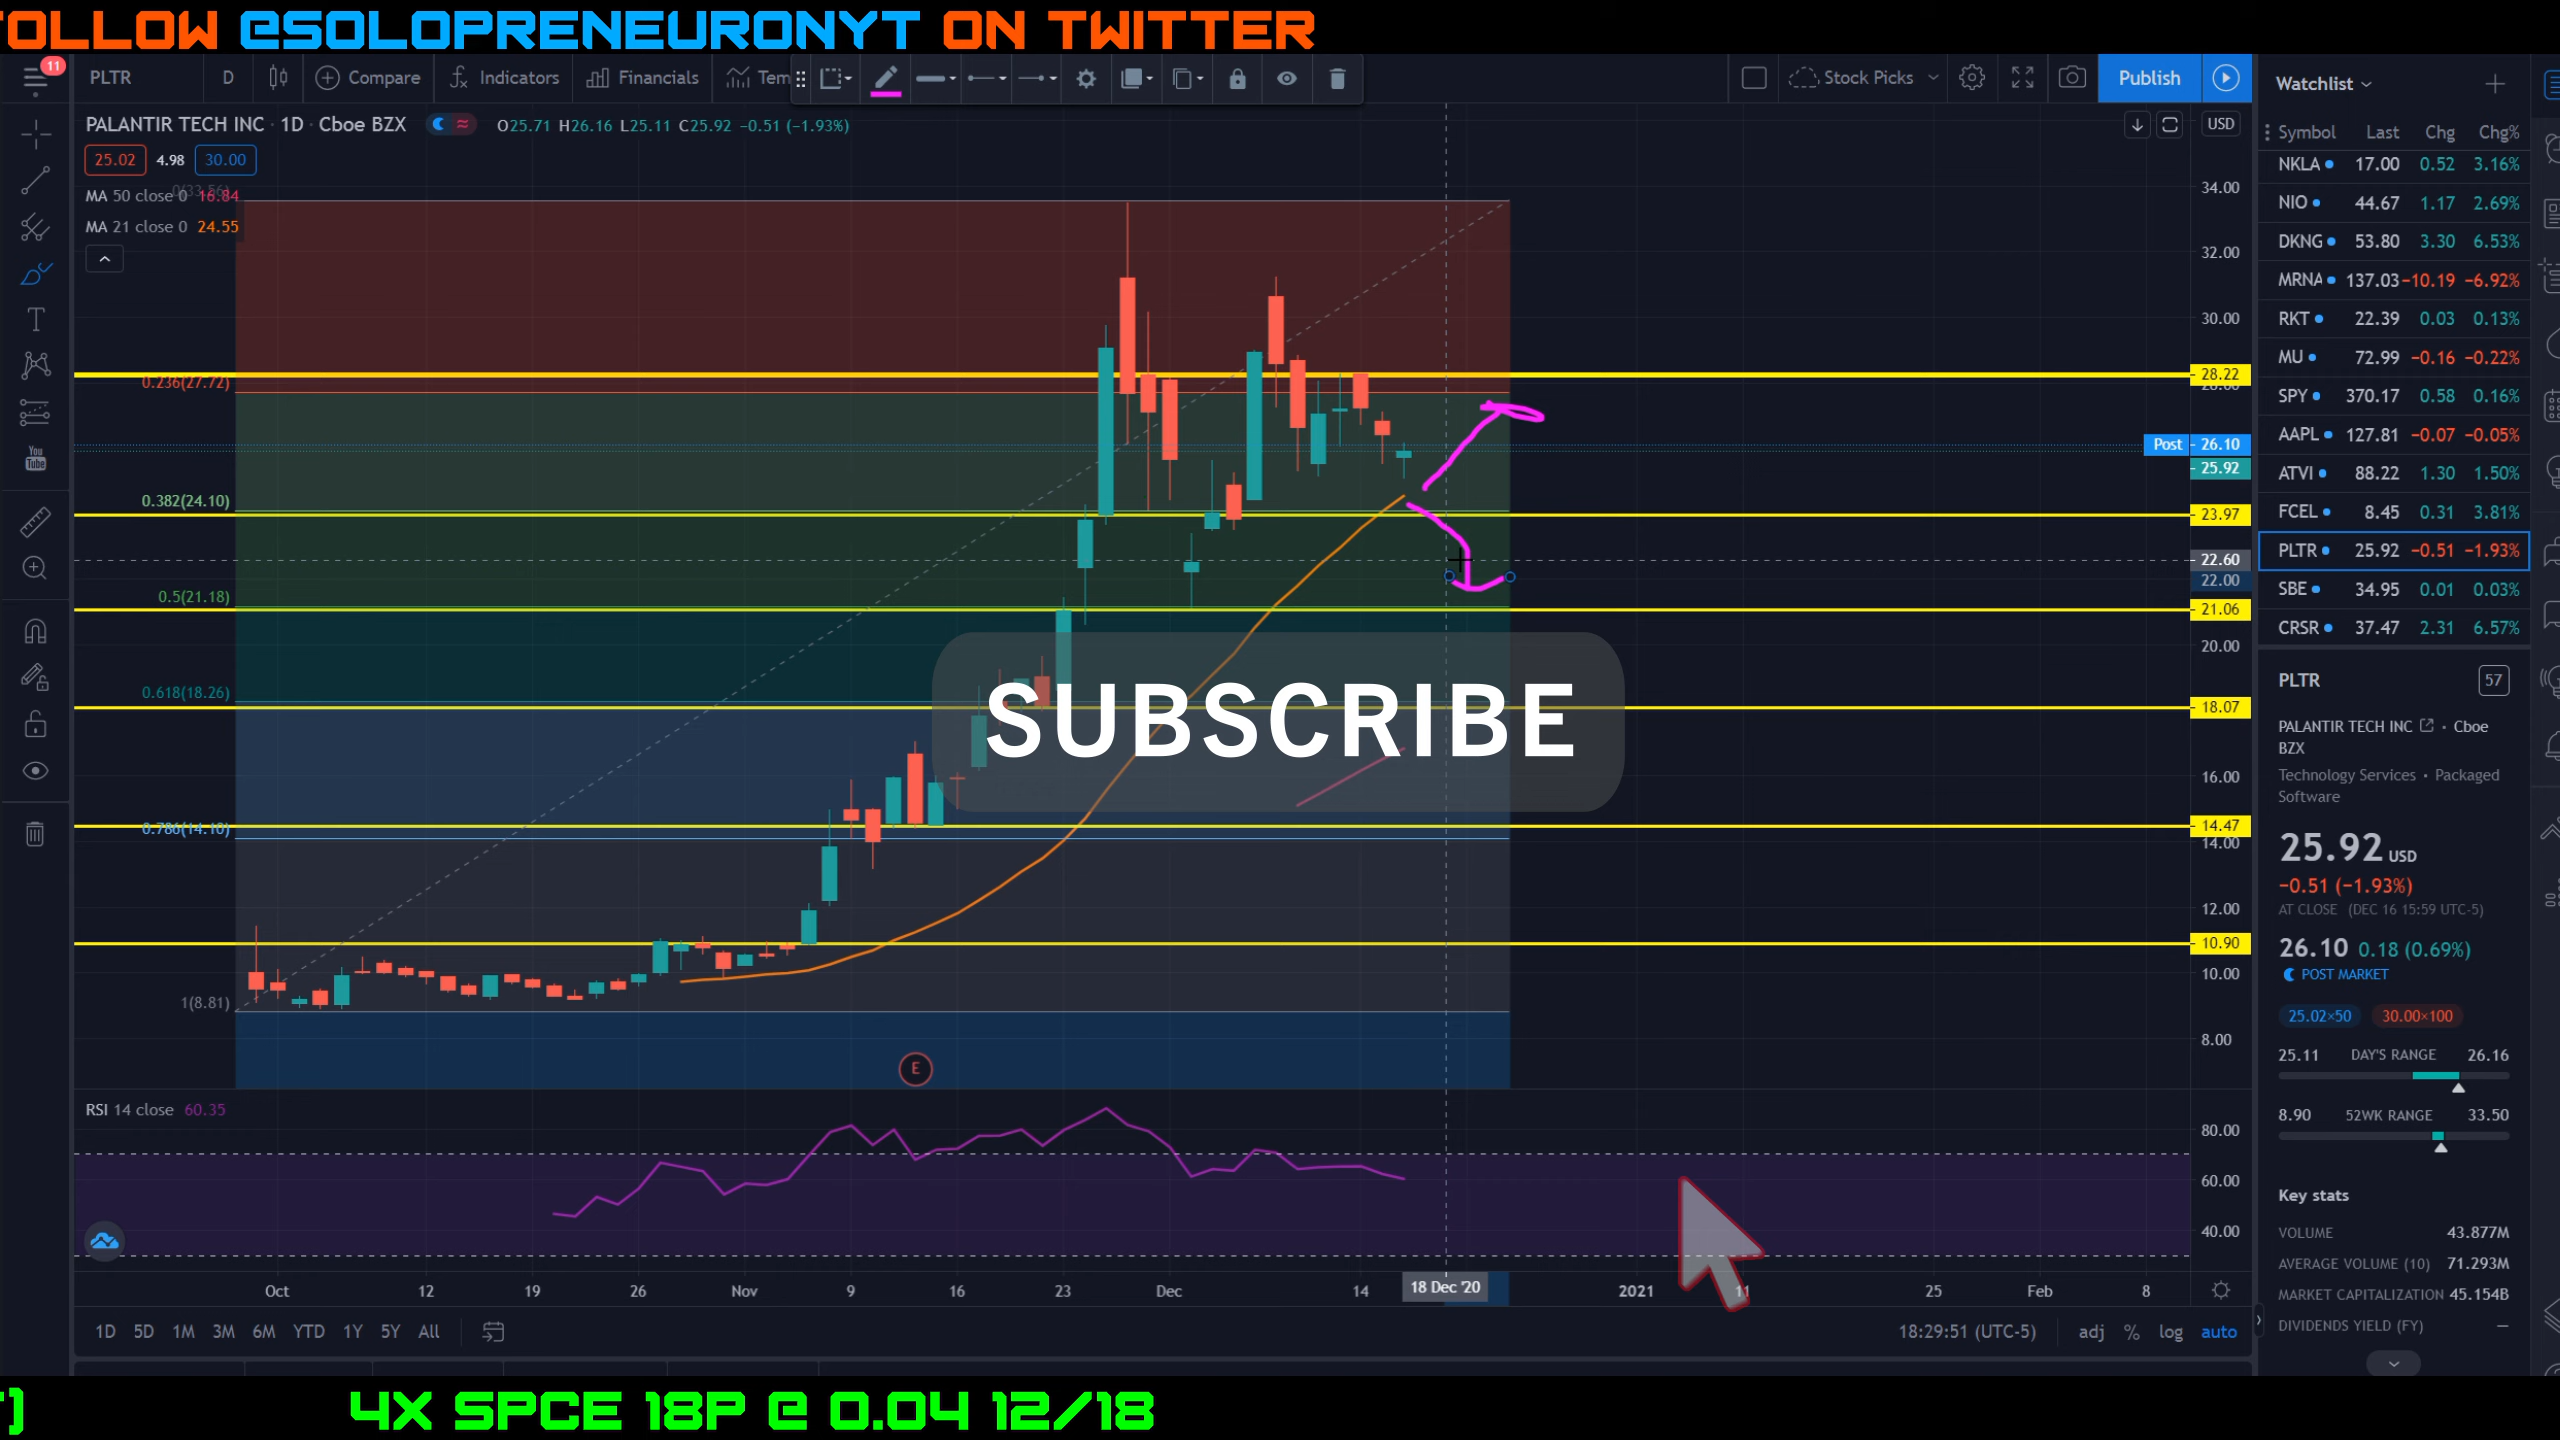 OLLOW @SOLOPRENEURONYT ON TWITTER
11
PLTR D Compare Indicators Financials Tem
Stock Picks Publish
Watchlist
PALANTIR TECH INC · 1D · Cboe BZX O25.71 H26.16 L25.11 C25.92 −0.51 (−1.93%)
USD
25.02 4.98 30.00
MA 50 close 0 16.84
0(33.56)
MA 21 close 0 24.55
Symbol Last Chg Chg%
NKLA 17.00 0.52 3.16%
NIO 44.67 1.17 2.69%
DKNG 53.80 3.30 6.53%
MRNA 137.03 −10.19 −6.92%
RKT 22.39 0.03 0.13%
MU 72.99 −0.16 −0.22%
SPY 370.17 0.58 0.16%
AAPL 127.81 −0.07 −0.05%
ATVI 88.22 1.30 1.50%
FCEL 8.45 0.31 3.81%
PLTR 25.92 −0.51 −1.93%
SBE 34.95 0.01 0.03%
CRSR 37.47 2.31 6.57%
34.00
32.00
30.00
28.22
28.00
Post 26.10
25.92
23.97
22.60
22.00
21.06
20.00
18.07
16.00
14.47
14.00
12.00
10.90
10.00
8.00
0.236(27.72)
0.382(24.10)
0.5(21.18)
0.618(18.26)
0.786(14.10)
1(8.81)
You
Tube
SUBSCRIBE
E
RSI 14 close 60.35
80.00
60.00
40.00
Oct 12 19 26 Nov 9 16 23 Dec 14 18 Dec '20 2021 11 25 Feb 8
1D 5D 1M 3M 6M YTD 1Y 5Y All
18:29:51 (UTC-5) adj % log auto
PLTR 57
PALANTIR TECH INC · Cboe
BZX
Technology Services • Packaged
Software
25.92 USD
−0.51 (−1.93%)
AT CLOSE (DEC 16 15:59 UTC-5)
26.10 0.18 (0.69%)
POST MARKET
25.02×50 30.00×100
25.11 DAY'S RANGE 26.16
8.90 52WK RANGE 33.50
Key stats
VOLUME 43.877M
AVERAGE VOLUME (10) 71.293M
MARKET CAPITALIZATION 45.154B
DIVIDENDS YIELD (FY) —
T) 4X SPCE 18P @ 0.04 12/18